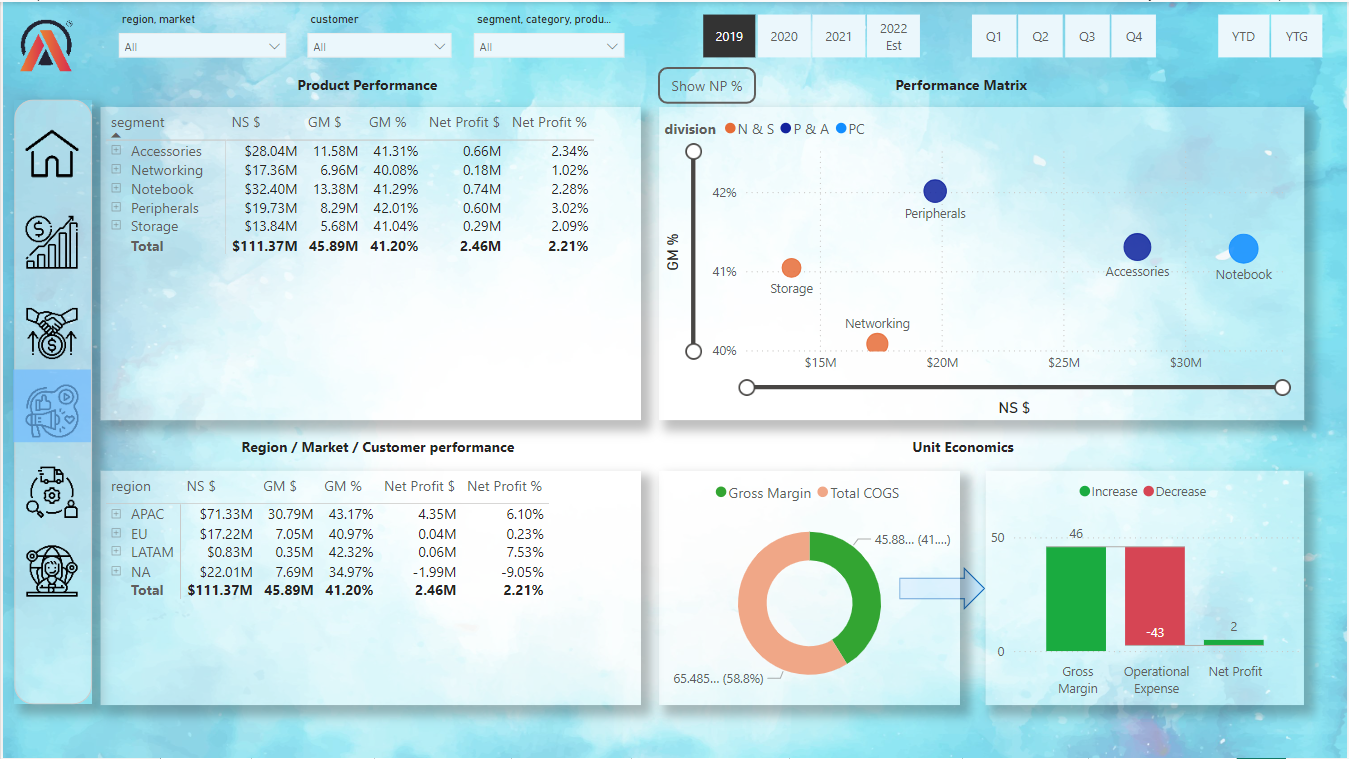 region, market
customer
segment, category, produ...
All
All
All
2019
2020
2021
2022
Est
Q1
Q2
Q3
Q4
YTD
YTG
Product Performance
segment NS $ GM $ GM % Net Profit $ Net Profit %
Accessories $28.04M 11.58M 41.31% 0.66M 2.34%
Networking $17.36M 6.96M 40.08% 0.18M 1.02%
Notebook $32.40M 13.38M 41.29% 0.74M 2.28%
Peripherals $19.73M 8.29M 42.01% 0.60M 3.02%
Storage $13.84M 5.68M 41.04% 0.29M 2.09%
Total $111.37M 45.89M 41.20% 2.46M 2.21%
Show NP %
Performance Matrix
division N & S P & A PC
GM %
42%
41%
40%
Peripherals
Accessories
Notebook
Storage
Networking
$15M
$20M
$25M
$30M
NS $
Region / Market / Customer performance
region NS $ GM $ GM % Net Profit $ Net Profit %
APAC $71.33M 30.79M 43.17% 4.35M 6.10%
EU $17.22M 7.05M 40.97% 0.04M 0.23%
LATAM $0.83M 0.35M 42.32% 0.06M 7.53%
NA $22.01M 7.69M 34.97% -1.99M -9.05%
Total $111.37M 45.89M 41.20% 2.46M 2.21%
Unit Economics
Gross Margin Total COGS
45.88... (41....)
65.485... (58.8%)
Increase Decrease
50
0
46
-43
2
Gross
Margin
Operational
Expense
Net Profit